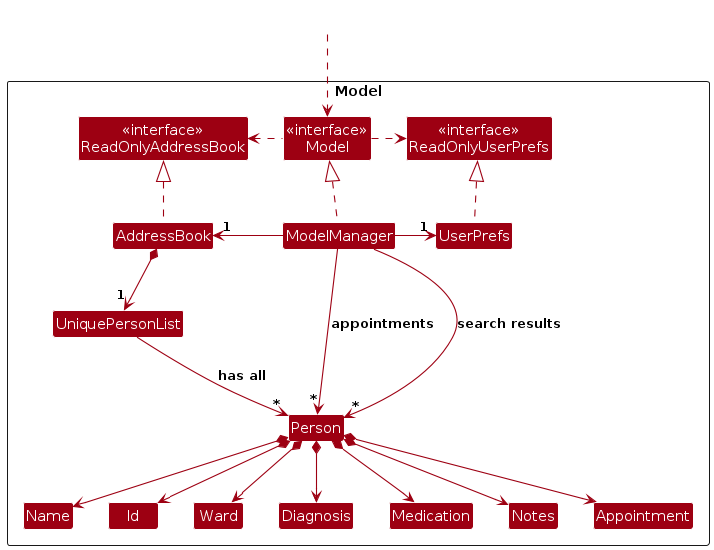 Model
«interface»
ReadOnlyAddressBook
«interface»
Model
«interface»
ReadOnlyUserPrefs
AddressBook
1
ModelManager
1
UserPrefs
1
UniquePersonList
appointments
search results
has all
*
*
*
Person
Name
Id
Ward
Diagnosis
Medication
Notes
Appointment